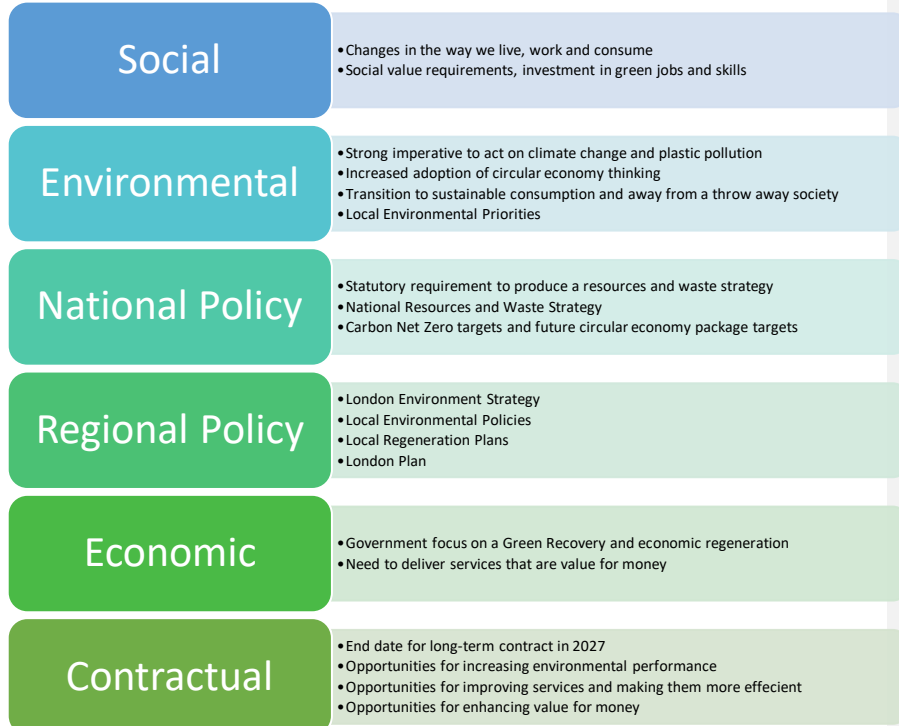 Social
•Changes in the way we live, work and consume
•Social value requirements, investment in green jobs and skills
Environmental
•Strong imperative to act on climate change and plastic pollution
•Increased adoption of circular economy thinking
•Transition to sustainable consumption and away from a throw away society
•Local Environmental Priorities
National Policy
•Statutory requirement to produce a resources and waste strategy
•National Resources and Waste Strategy
•Carbon Net Zero targets and future circular economy package targets
Regional Policy
•London Environment Strategy
•Local Environmental Policies
•Local Regeneration Plans
•London Plan
Economic
•Government focus on a Green Recovery and economic regeneration
•Need to deliver services that are value for money
Contractual
•End date for long-term contract in 2027
•Opportunities for increasing environmental performance
•Opportunities for improving services and making them more effecient
•Opportunities for enhancing value for money